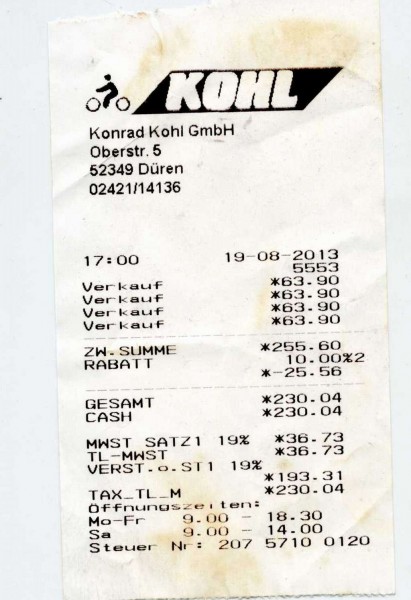 KOHL
Konrad Kohl GmbH
Oberstr. 5
52349 Düren
02421/14136
17:00 19-08-2013
5553
Verkauf *63.90
Verkauf *63.90
Verkauf *63.90
Verkauf *63.90
ZW.SUMME *255.60
RABATT 10.00%2
*-25.56
GESAMT *230.04
CASH *230.04
MWST SATZ1 19% *36.73
TL-MWST *36.73
VERST.o.ST1 19%
*193.31
TAX_TL_M *230.04
Öffnungszeiten:
Mo-Fr 9.00 - 18.30
Sa 9.00 - 14.00
Steuer Nr: 207 5710 0120